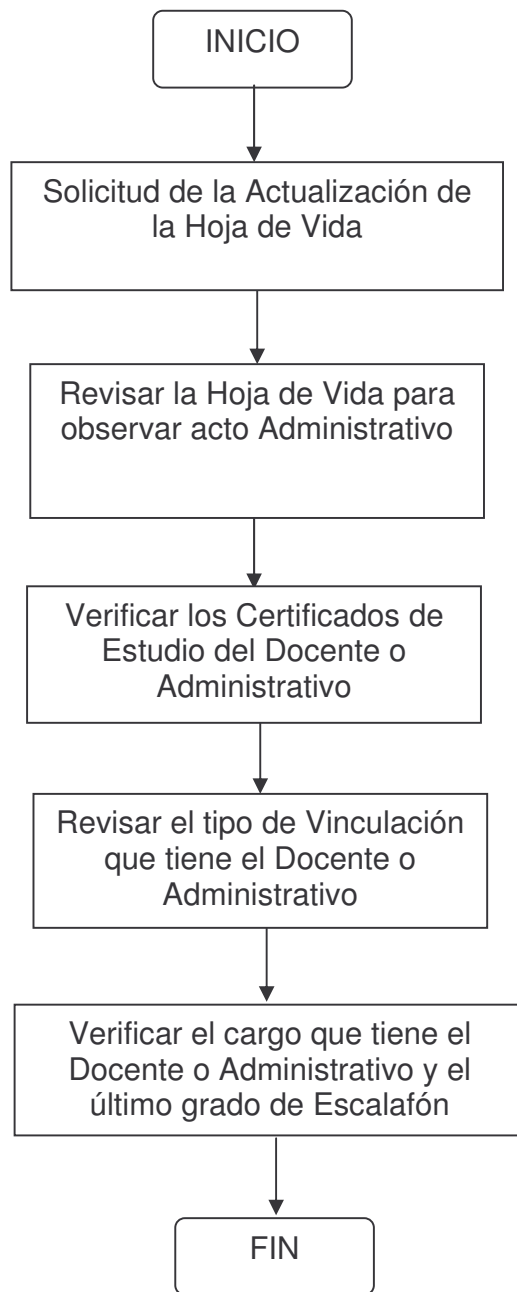 INICIO
Solicitud de la Actualización de
la Hoja de Vida
Revisar la Hoja de Vida para
observar acto Administrativo
Verificar los Certificados de
Estudio del Docente o
Administrativo
Revisar el tipo de Vinculación
que tiene el Docente o
Administrativo
Verificar el cargo que tiene el
Docente o Administrativo y el
último grado de Escalafón
FIN